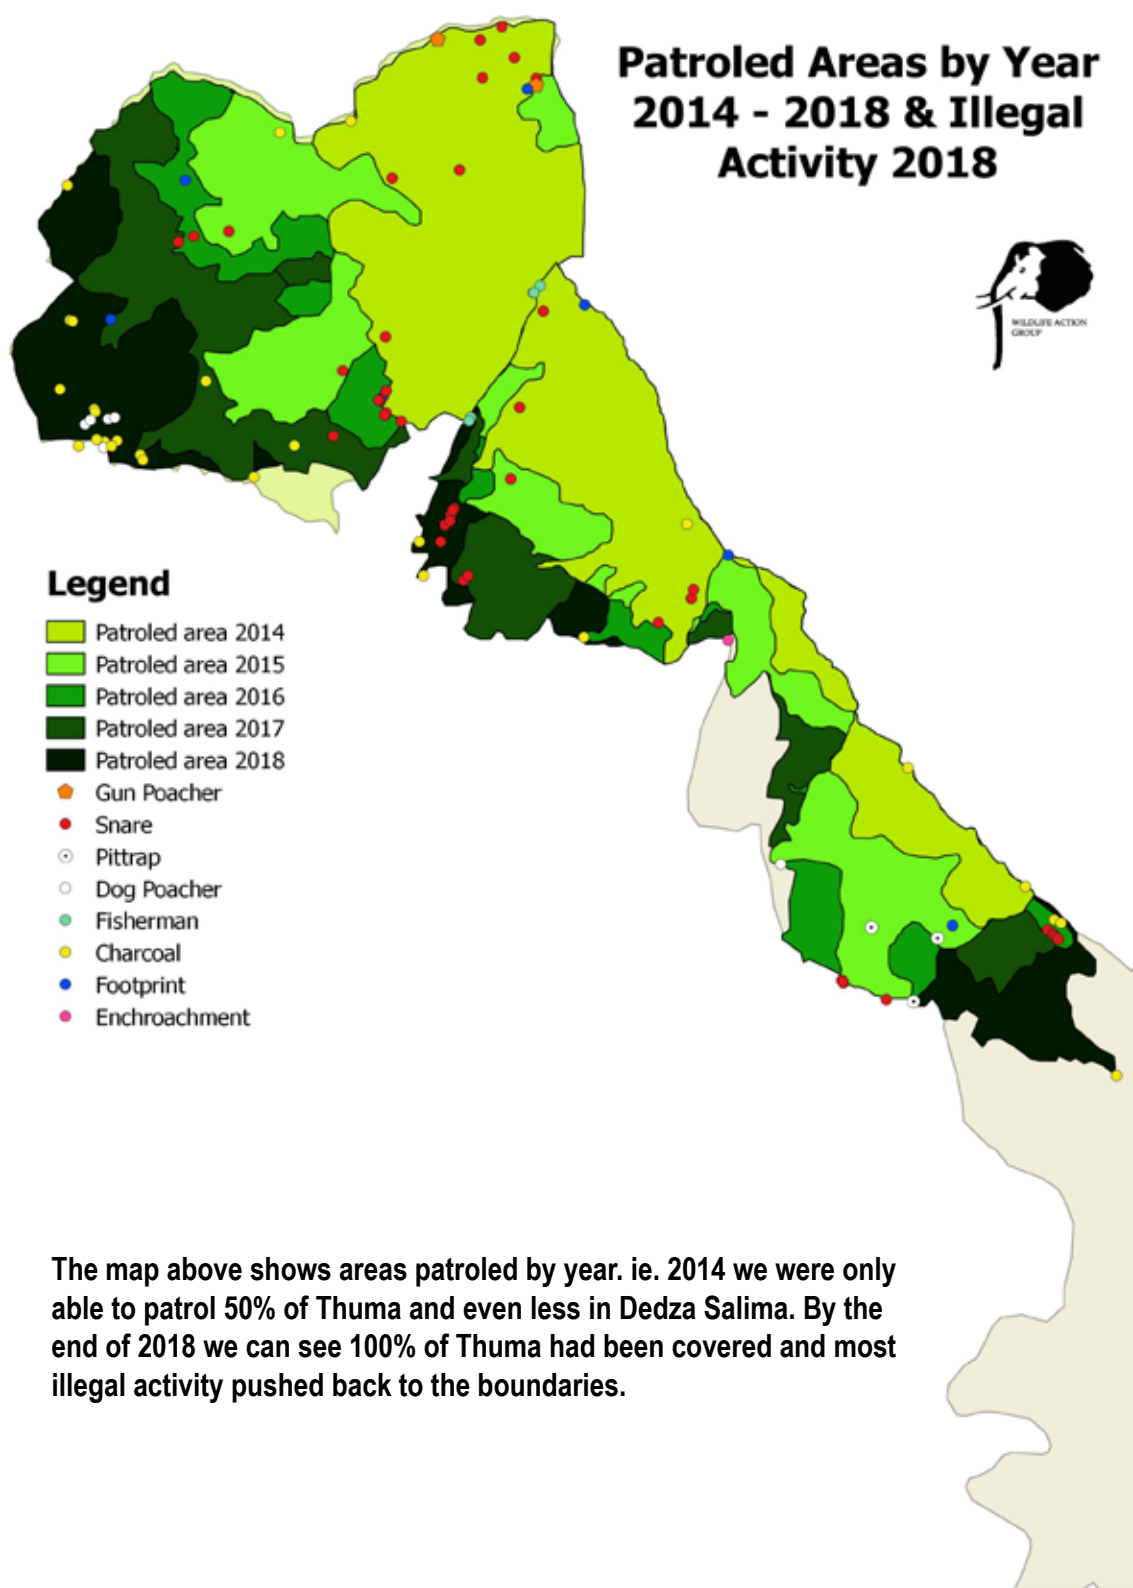 Patroled Areas by Year
2014 - 2018 & Illegal
Activity 2018
WILDLIFE ACTION
GROUP
Legend
Patroled area 2014
Patroled area 2015
Patroled area 2016
Patroled area 2017
Patroled area 2018
Gun Poacher
Snare
Pittrap
Dog Poacher
Fisherman
Charcoal
Footprint
Enchroachment
The map above shows areas patroled by year. ie. 2014 we were only
able to patrol 50% of Thuma and even less in Dedza Salima. By the
end of 2018 we can see 100% of Thuma had been covered and most
illegal activity pushed back to the boundaries.